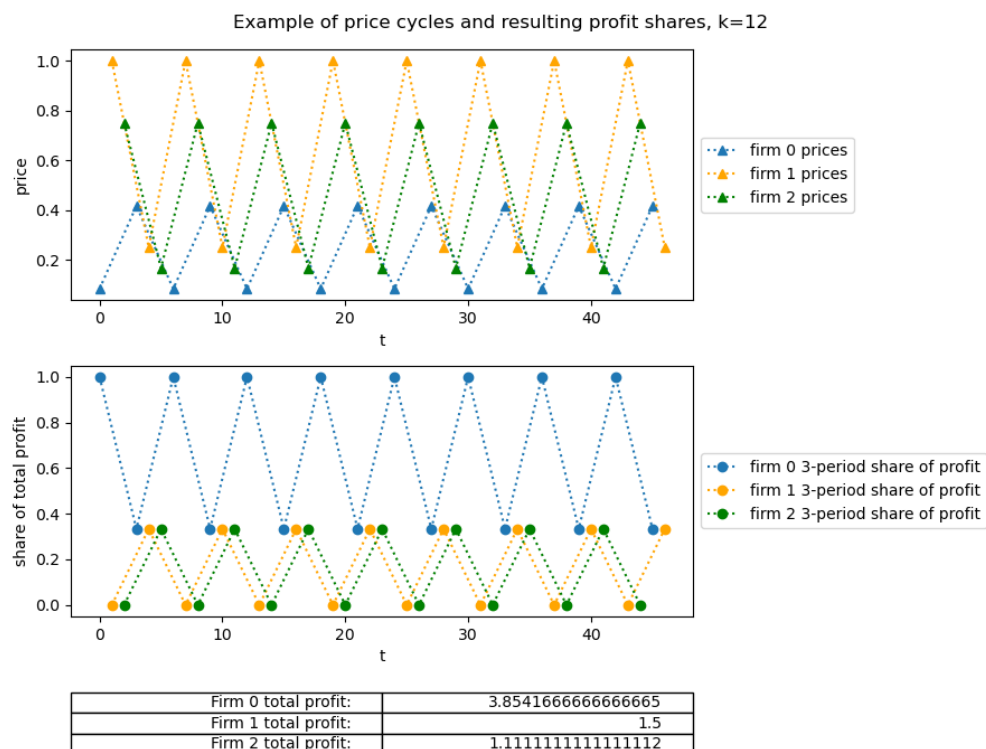 Example of price cycles and resulting profit shares, k=12
1.0
0.8
0.6
0.4
0.2
price
0 10 20 30 40
t
firm 0 prices
firm 1 prices
firm 2 prices
1.0
0.8
0.6
0.4
0.2
0.0
share of total profit
0 10 20 30 40
t
firm 0 3-period share of profit
firm 1 3-period share of profit
firm 2 3-period share of profit
Firm 0 total profit: 3.8541666666666665
Firm 1 total profit: 1.5
Firm 2 total profit: 1.1111111111111112